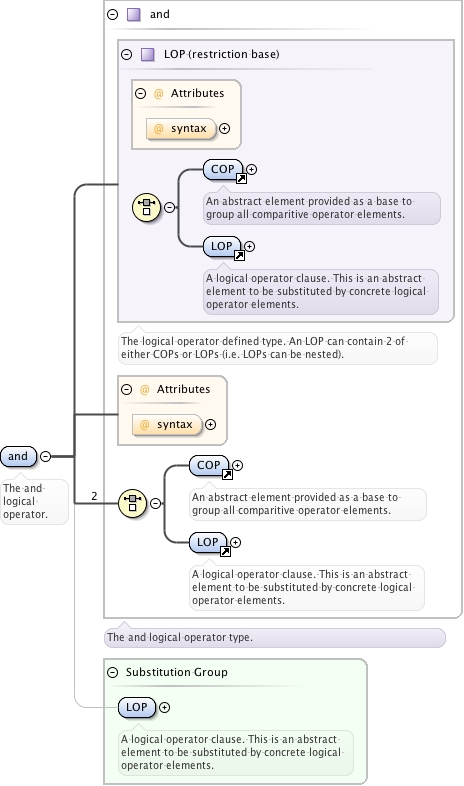 and
LOP (restriction base)
@ Attributes
@ syntax
COP
An abstract element provided as a base to
group all comparitive operator elements.
LOP
A logical operator clause. This is an abstract
element to be substituted by concrete logical
operator elements.
The logical operator defined type. An LOP can contain 2 of
either COPs or LOPs (i.e. LOPs can be nested).
@ Attributes
@ syntax
and
The and
logical
operator.
2
COP
An abstract element provided as a base to
group all comparitive operator elements.
LOP
A logical operator clause. This is an abstract
element to be substituted by concrete logical
operator elements.
The and logical operator type.
Substitution Group
LOP
A logical operator clause. This is an abstract
element to be substituted by concrete logical
operator elements.